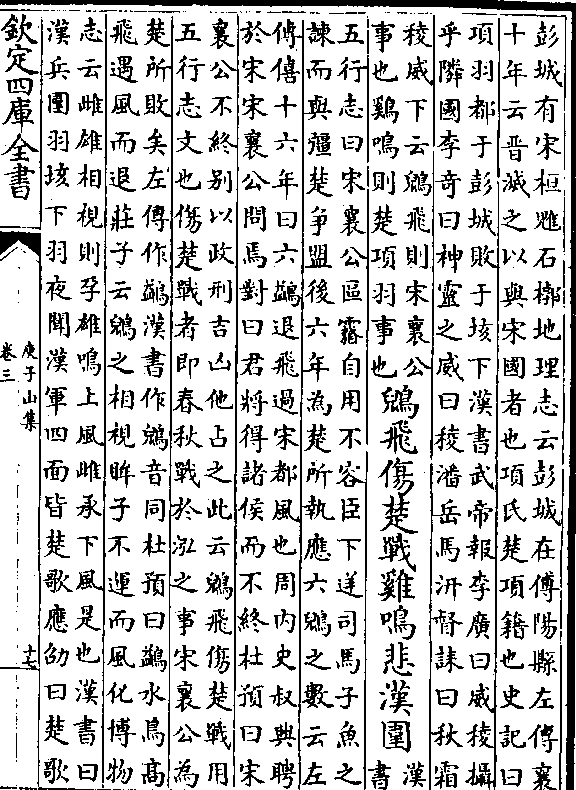 彭城有宋桓魋石槨地理志云彭城在傅陽縣左傳襄
十年云晉滅之以與宋國者也項氏楚項籍也史記曰
項羽都于彭城敗于垓下漢書武帝報李廣曰威稜攝
乎隣國李奇曰神靈之威曰稜潘岳馬汧督誄曰秋霜
稜威下云鶂飛則宋襄公
事也鷄鳴則楚項羽事也
鶂飛傷楚戰雞鳴悲漢圍
漢書
五行志曰宋襄公區霿自用不容臣下逆司馬子魚之
諫而與彊楚爭盟後六年為楚所執應六鶂之數云左
傳僖十六年曰六鷁退飛過宋都風也周内史叔興聘
於宋宋襄公問焉對曰君將得諸侯而不終杜預曰宋
襄公不終别以政刑吉凶他占之此云鶂飛傷楚戰用
五行志文也傷楚戰者即春秋戰於泓之事宋襄公為
楚所敗矣左傳作鷁漢書作鶂音同杜預曰鷁水鳥高
飛遇風而退莊子云鶂之相視眸子不運而風化博物
志云雌雄相視則孕雄鳴上風雌承下風是也漢書曰
漢兵圍羽垓下羽夜聞漢軍四面皆楚歌應劭曰楚歌
欽定四庫全書
庾子山集
卷三
十七